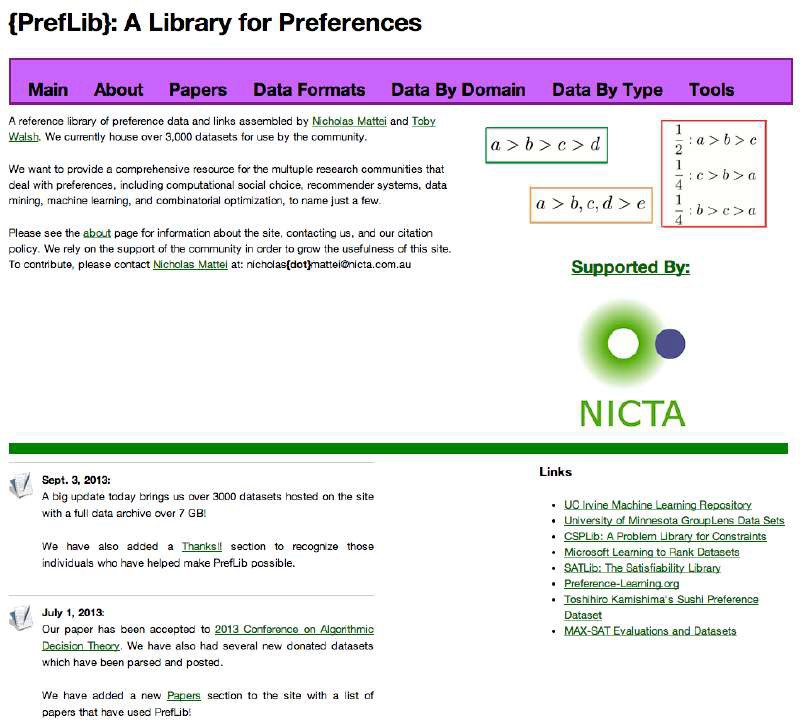 {PrefLib}: A Library for Preferences
Main About Papers Data Formats Data By Domain Data By Type Tools
A reference library of preference data and links assembled by Nicholas Mattei and Toby
Walsh. We currently house over 3,000 datasets for use by the community.
We want to provide a comprehensive resource for the multiple research communities that
deal with preferences, including computational social choice, recommender systems, data
mining, machine learning, and combinatorial optimization, to name just a few.
Please see the about page for information about the site, contacting us, and our citation
policy. We rely on the support of the community in order to grow the usefulness of this site.
To contribute, please contact Nicholas Mattei at: nicholas{dot}mattei@nicta.com.au
a > b > c > d
1/2 : a > b > c
1/4 : c > b > a
1/4 : b > c > a
a > b, c, d > e
Supported By:
NICTA
Sept. 3, 2013:
A big update today brings us over 3000 datasets hosted on the site
with a full data archive over 7 GB!
We have also added a Thanks!! section to recognize those
individuals who have helped make PrefLib possible.
July 1, 2013:
Our paper has been accepted to 2013 Conference on Algorithmic
Decision Theory. We have also had several new donated datasets
which have been parsed and posted.
We have added a new Papers section to the site with a list of
papers that have used PrefLib!
Links
• UC Irvine Machine Learning Repository
• University of Minnesota GroupLens Data Sets
• CSPLib: A Problem Library for Constraints
• Microsoft Learning to Rank Datasets
• SATLib: The Satisfiability Library
• Preference-Learning.org
• Toshihiro Kamishima's Sushi Preference
Dataset
• MAX-SAT Evaluations and Datasets